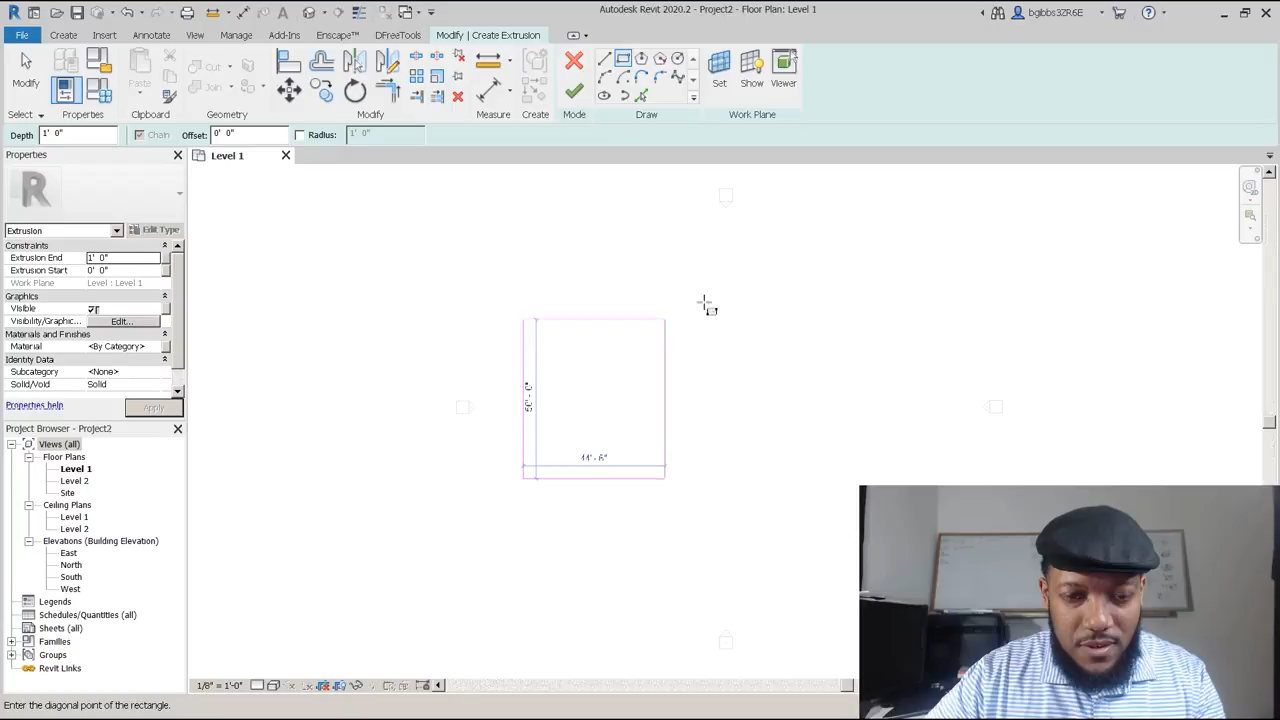 Autodesk Revit 2020.2 - Project2 - Floor Plan: Level 1
bgibbs3ZR6E
File
Create
Insert
Annotate
View
Manage
Add-Ins
Enscape™
DFreeTools
Modify | Create Extrusion
Modify
Paste
Cut
Join
Set
Show
Viewer
Select
Properties
Clipboard
Geometry
Modify
Measure
Create
Mode
Draw
Work Plane
Depth
1' 0"
Chain
Offset:
0' 0"
Radius:
1' 0"
Properties
Level 1
R
Extrusion
Edit Type
Constraints
Extrusion End
1' 0"
Extrusion Start
0' 0"
Work Plane
Level : Level 1
Graphics
Visible
Visibility/Graphic...
Edit...
Materials and Finishes
Material
<By Category>
Identity Data
Subcategory
<None>
Solid/Void
Solid
Properties help
Apply
Project Browser - Project2
Views (all)
Floor Plans
Level 1
Level 2
Site
Ceiling Plans
Level 1
Level 2
Elevations (Building Elevation)
East
North
South
West
Legends
Schedules/Quantities (all)
Sheets (all)
Families
Groups
Revit Links
1/8" = 1'-0"
Enter the diagonal point of the rectangle.